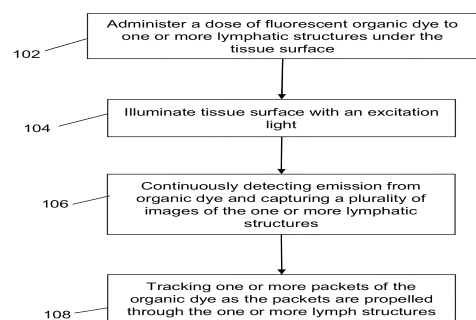 Administer a dose of fluorescent organic dye to
one or more lymphatic structures under the
tissue surface
102
Illuminate tissue surface with an excitation
light
104
Continuously detecting emission from
organic dye and capturing a plurality of
images of the one or more lymphatic
structures
106
Tracking one or more packets of the
organic dye as the packets are propelled
through the one or more lymph structures
108